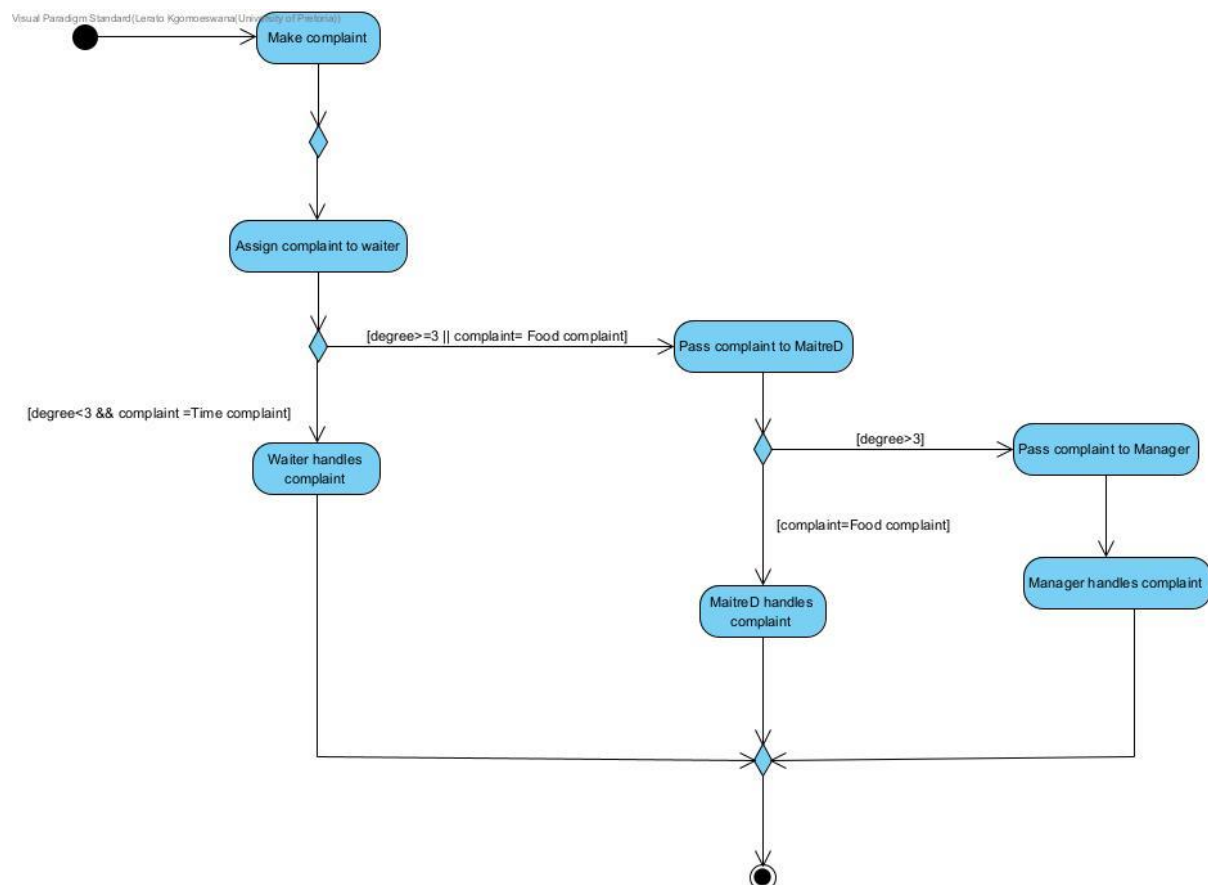 Visual Paradigm Standard(Lerato Kgomoeswana(University of Pretoria))
Make complaint
Assign complaint to waiter
[degree>=3 || complaint= Food complaint]
Pass complaint to MaitreD
[degree<3 && complaint =Time complaint]
[degree>3]
Pass complaint to Manager
Waiter handles
complaint
[complaint=Food complaint]
Manager handles complaint
MaitreD handles
complaint